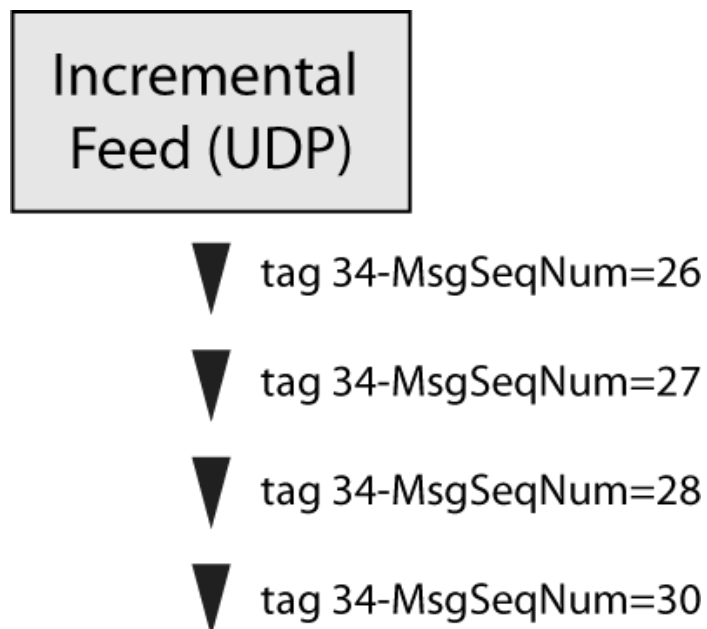 Incremental
Feed (UDP)
tag 34-MsgSeqNum=26
tag 34-MsgSeqNum=27
tag 34-MsgSeqNum=28
tag 34-MsgSeqNum=30